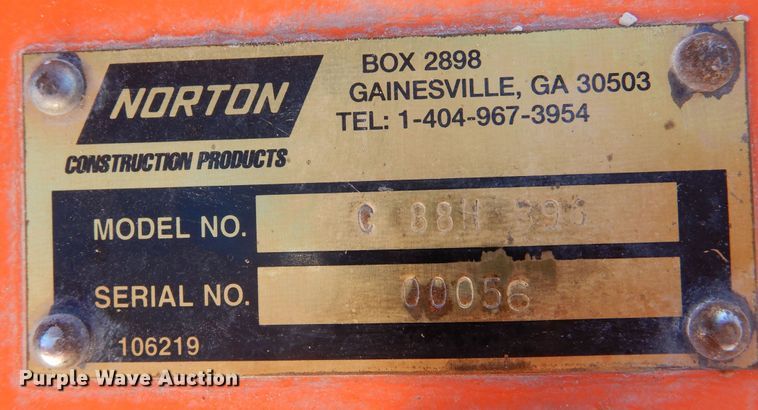 NORTON
CONSTRUCTION PRODUCTS
BOX 2898
GAINESVILLE, GA 30503
TEL: 1-404-967-3954
MODEL NO. C 88H
SERIAL NO. 00056
106219
Purple Wave Auction